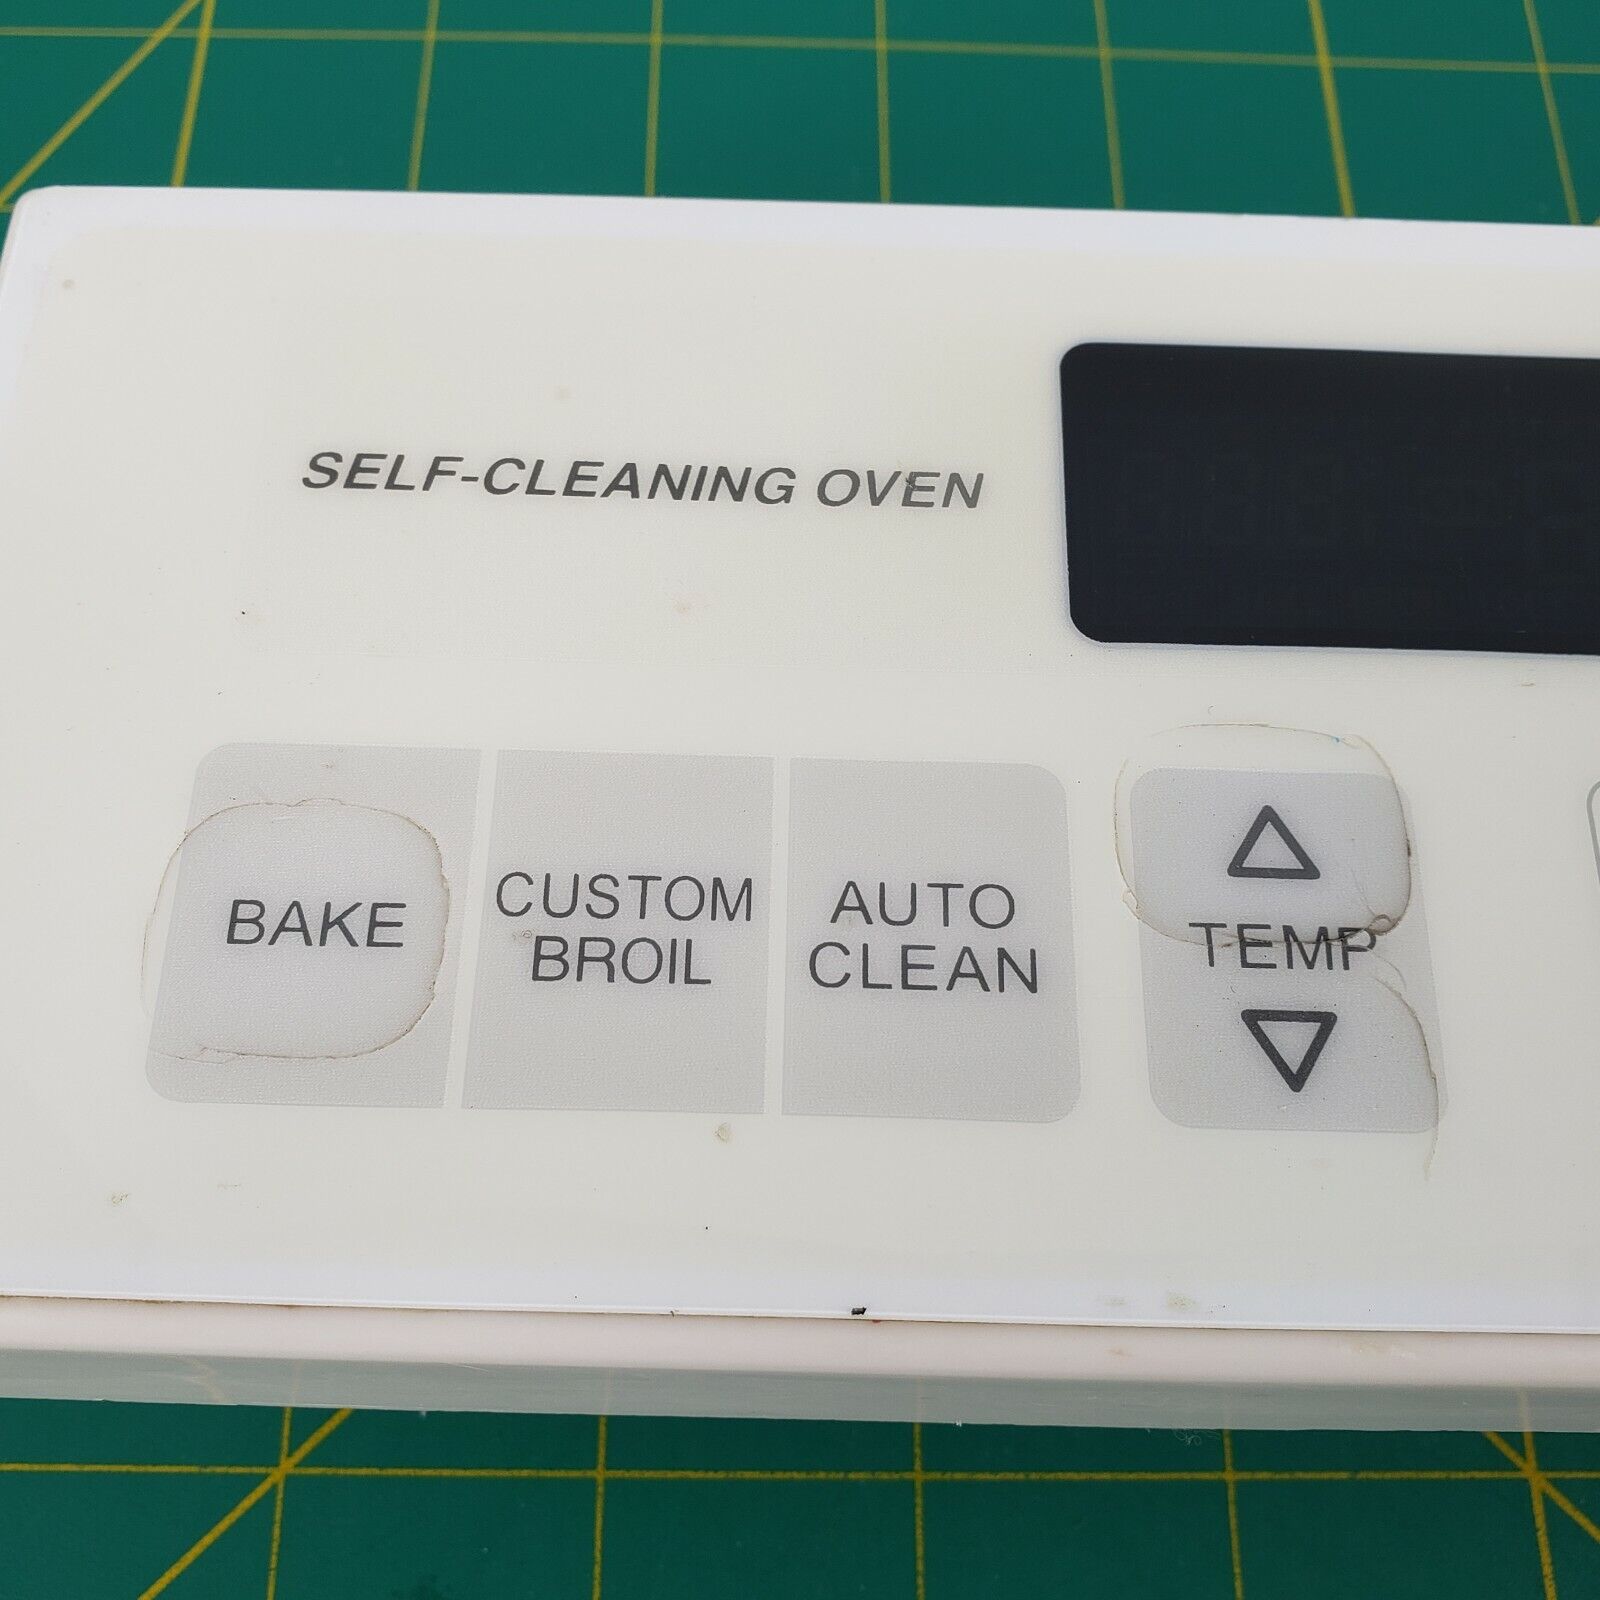 SELF-CLEANING OVEN
BAKE
CUSTOM
BROIL
AUTO
CLEAN
TEMP